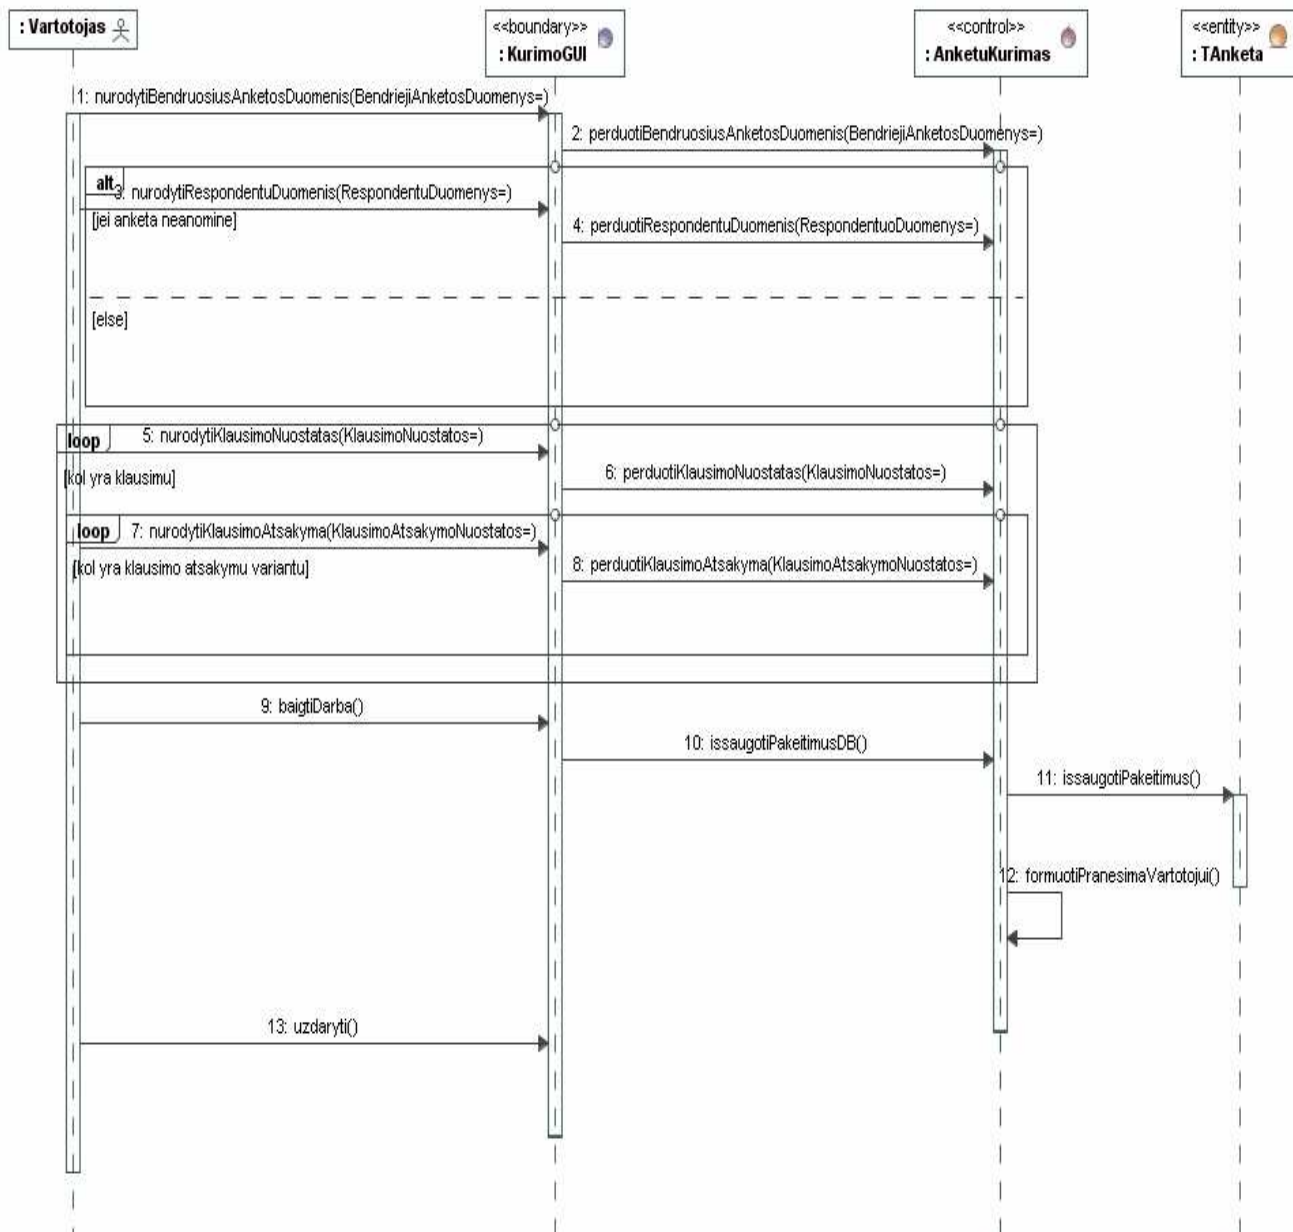 : Vartotojas
<<boundary>>
: KurimoGUI
<<control>>
: AnketuKurimas
<<entity>>
: TAnketa
1: nurodytiBendruosiusAnketosDuomenis(BendriejiAnketosDuomenys=)
2: perduotiBendruosiusAnketosDuomenis(BendriejiAnketosDuomenys=)
alt
3: nurodytiRespondentuDuomenis(RespondentuDuomenys=)
[jei anketa neanomine]
4: perduotiRespondentuDuomenis(RespondentuoDuomenys=)
[else]
loop
5: nurodytiKlausimoNuostatas(KlausimoNuostatos=)
[kol yra klausimu]
6: perduotiKlausimoNuostatas(KlausimoNuostatos=)
loop
7: nurodytiKlausimoAtsakyma(KlausimoAtsakymoNuostatos=)
[kol yra klausimo atsakymu variantu]
8: perduotiKlausimoAtsakyma(KlausimoAtsakymoNuostatos=)
9: baigtiDarba()
10: issaugotiPakeitimusDB()
11: issaugotiPakeitimus()
12: formuotiPranesimaVartotojui()
13: uzdaryti()